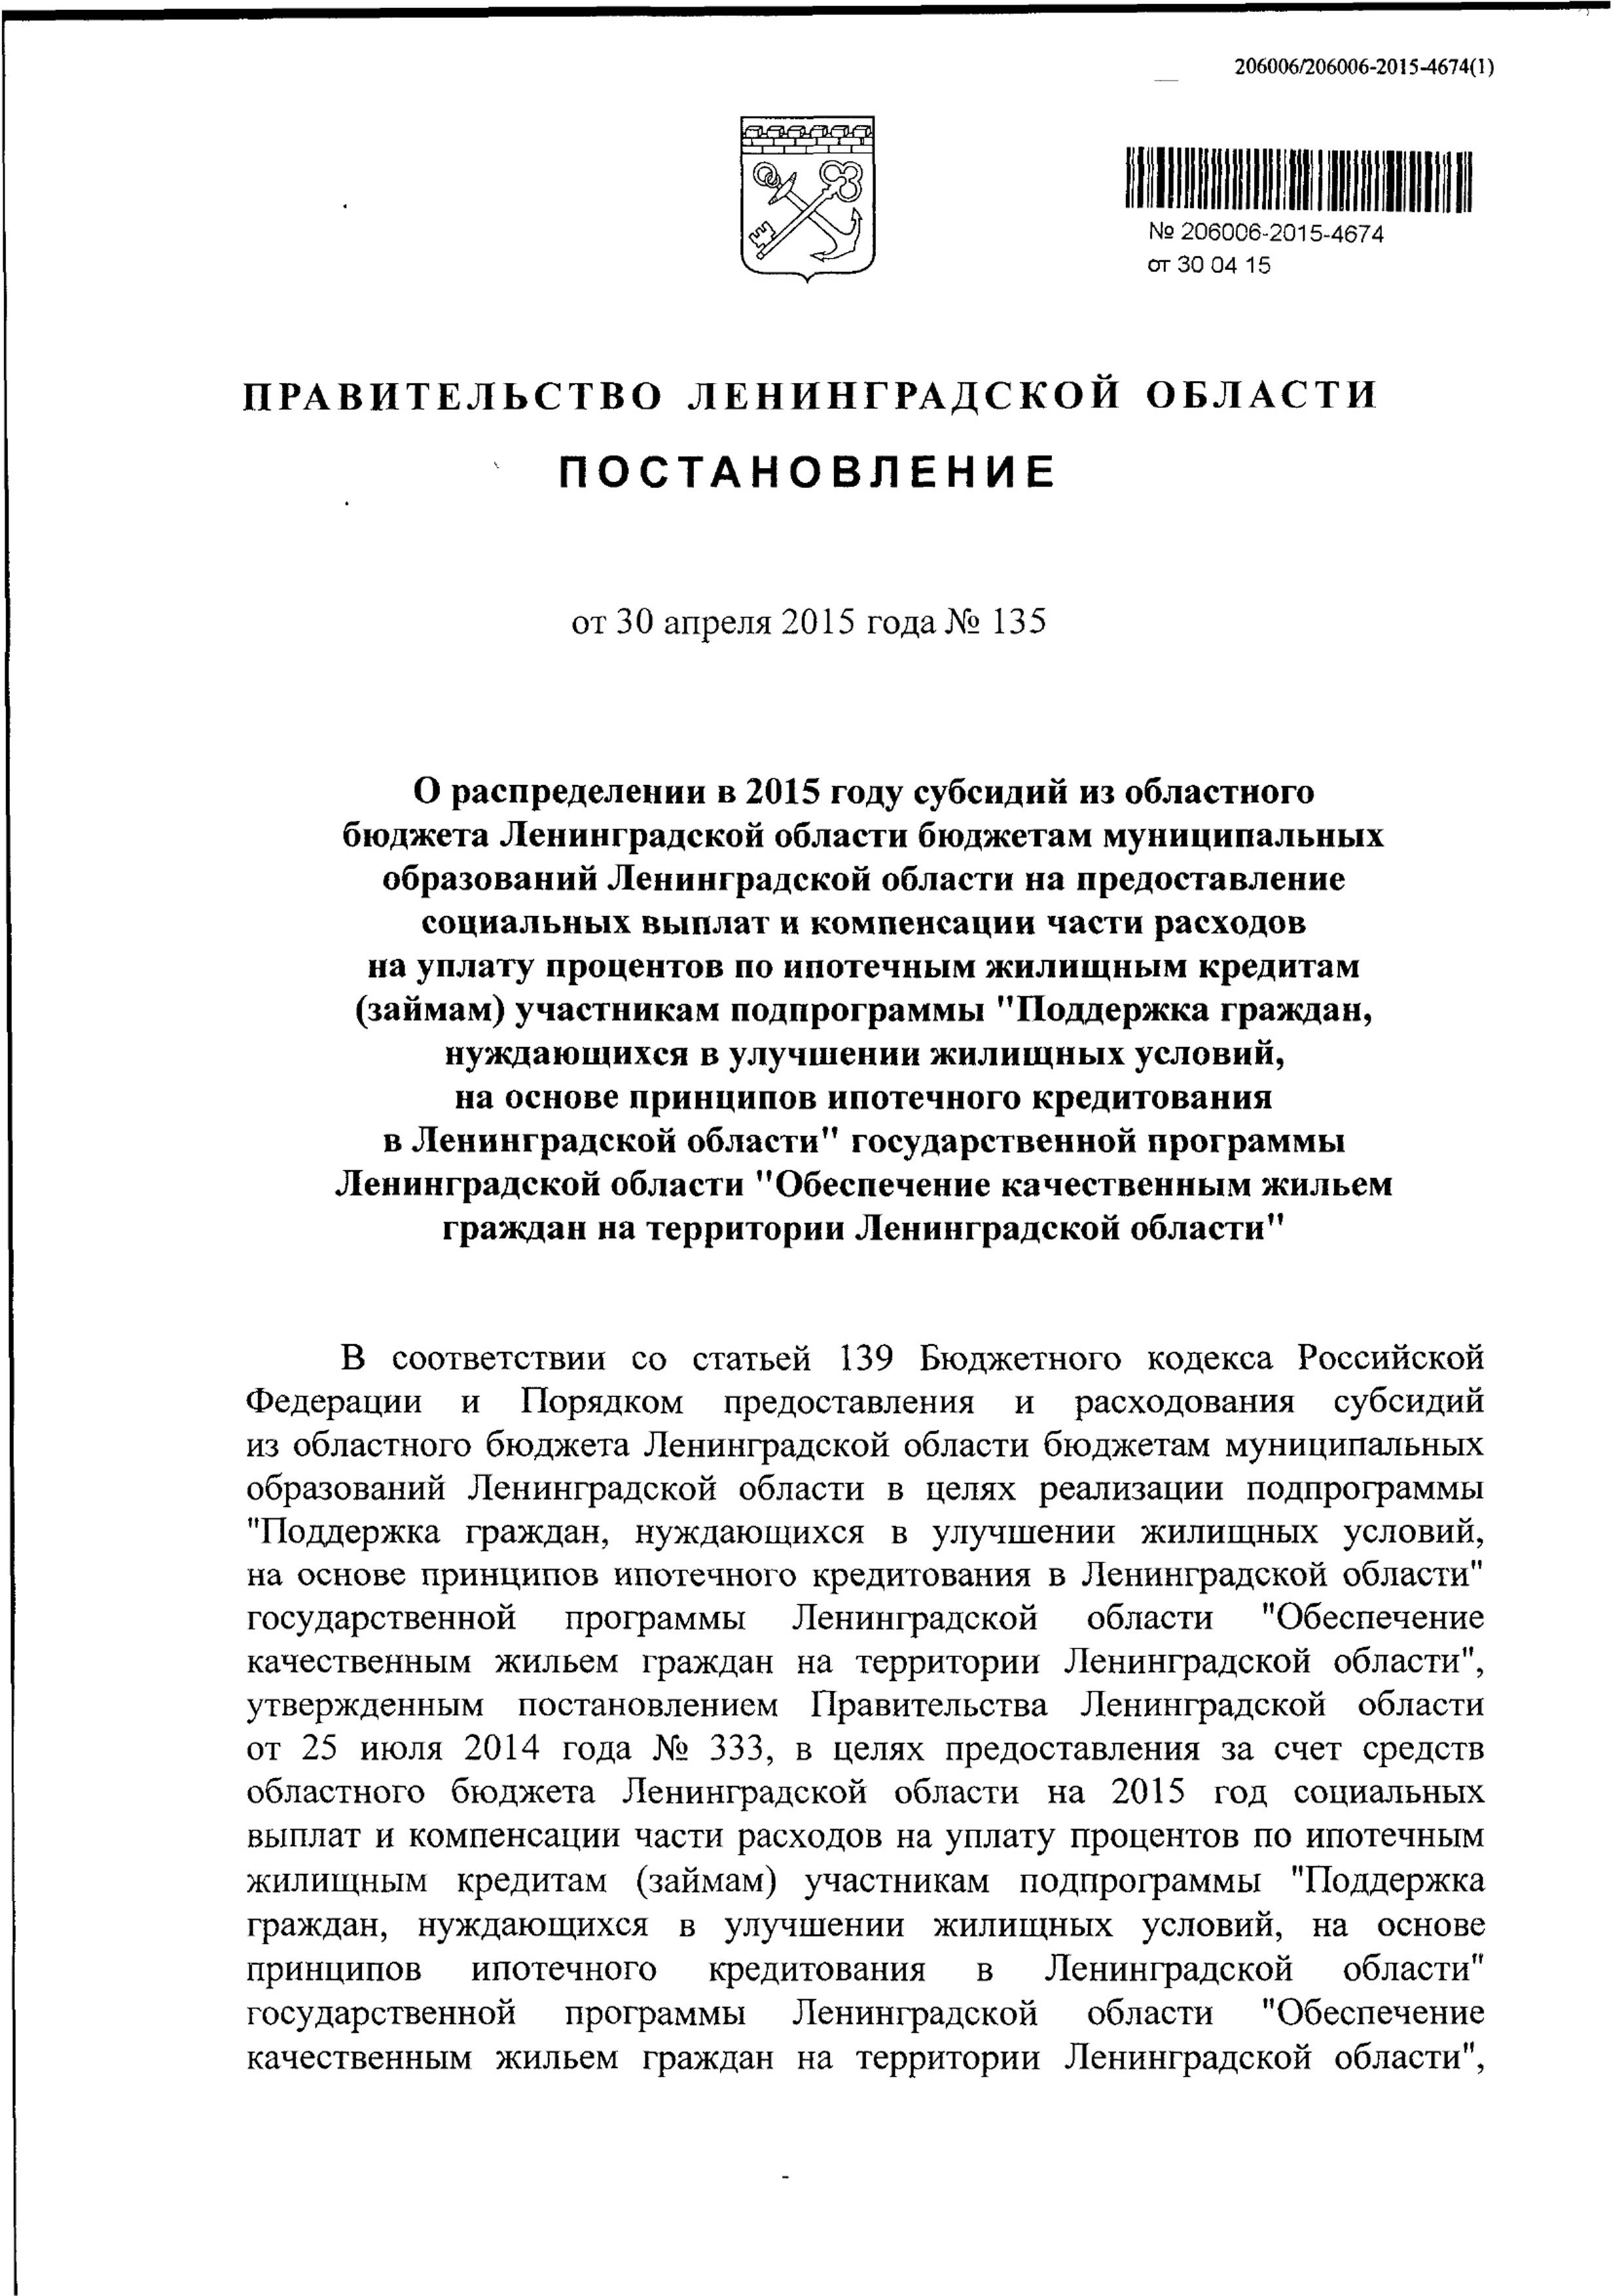 206006/206006-2015-4674(1)
№ 206006-2015-4674
от 30 04 15
ПРАВИТЕЛЬСТВО ЛЕНИНГРАДСКОЙ ОБЛАСТИ
ПОСТАНОВЛЕНИЕ
от 30 апреля 2015 года № 135
О распределении в 2015 году субсидий из областного
бюджета Ленинградской области бюджетам муниципальных
образований Ленинградской области на предоставление
социальных выплат и компенсации части расходов
на уплату процентов по ипотечным жилищным кредитам
(займам) участникам подпрограммы "Поддержка граждан,
нуждающихся в улучшении жилищных условий,
на основе принципов ипотечного кредитования
в Ленинградской области" государственной программы
Ленинградской области "Обеспечение качественным жильем
граждан на территории Ленинградской области"
В соответствии со статьей 139 Бюджетного кодекса Российской
Федерации и Порядком предоставления и расходования субсидий
из областного бюджета Ленинградской области бюджетам муниципальных
образований Ленинградской области в целях реализации подпрограммы
"Поддержка граждан, нуждающихся в улучшении жилищных условий,
на основе принципов ипотечного кредитования в Ленинградской области"
государственной программы Ленинградской области "Обеспечение
качественным жильем граждан на территории Ленинградской области",
утвержденным постановлением Правительства Ленинградской области
от 25 июля 2014 года № 333, в целях предоставления за счет средств
областного бюджета Ленинградской области на 2015 год социальных
выплат и компенсации части расходов на уплату процентов по ипотечным
жилищным кредитам (займам) участникам подпрограммы "Поддержка
граждан, нуждающихся в улучшении жилищных условий, на основе
принципов ипотечного кредитования в Ленинградской области"
государственной программы Ленинградской области "Обеспечение
качественным жильем граждан на территории Ленинградской области",